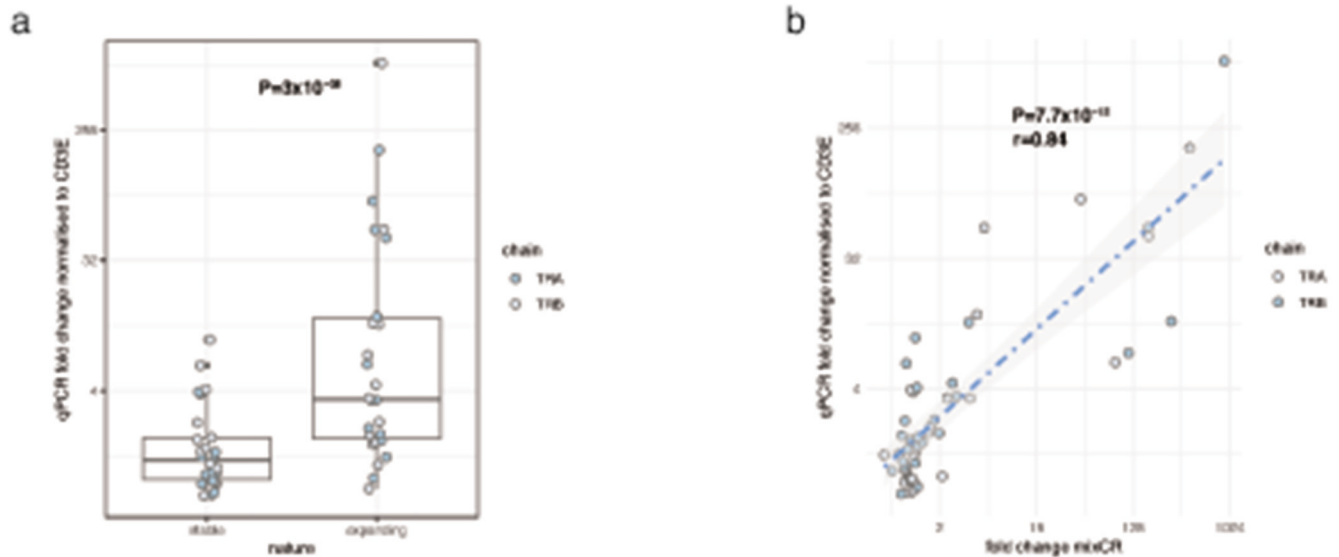 a
P=3x10
256
32
4
qPCR fold change normalised to CD3E
stable
expanding
nature
chain
TRA
TRB
b
P=7.7x10
r=0.84
256
32
4
qPCR fold change normalised to CD3E
2
16
128
1024
fold change mixCR
chain
TRA
TRB